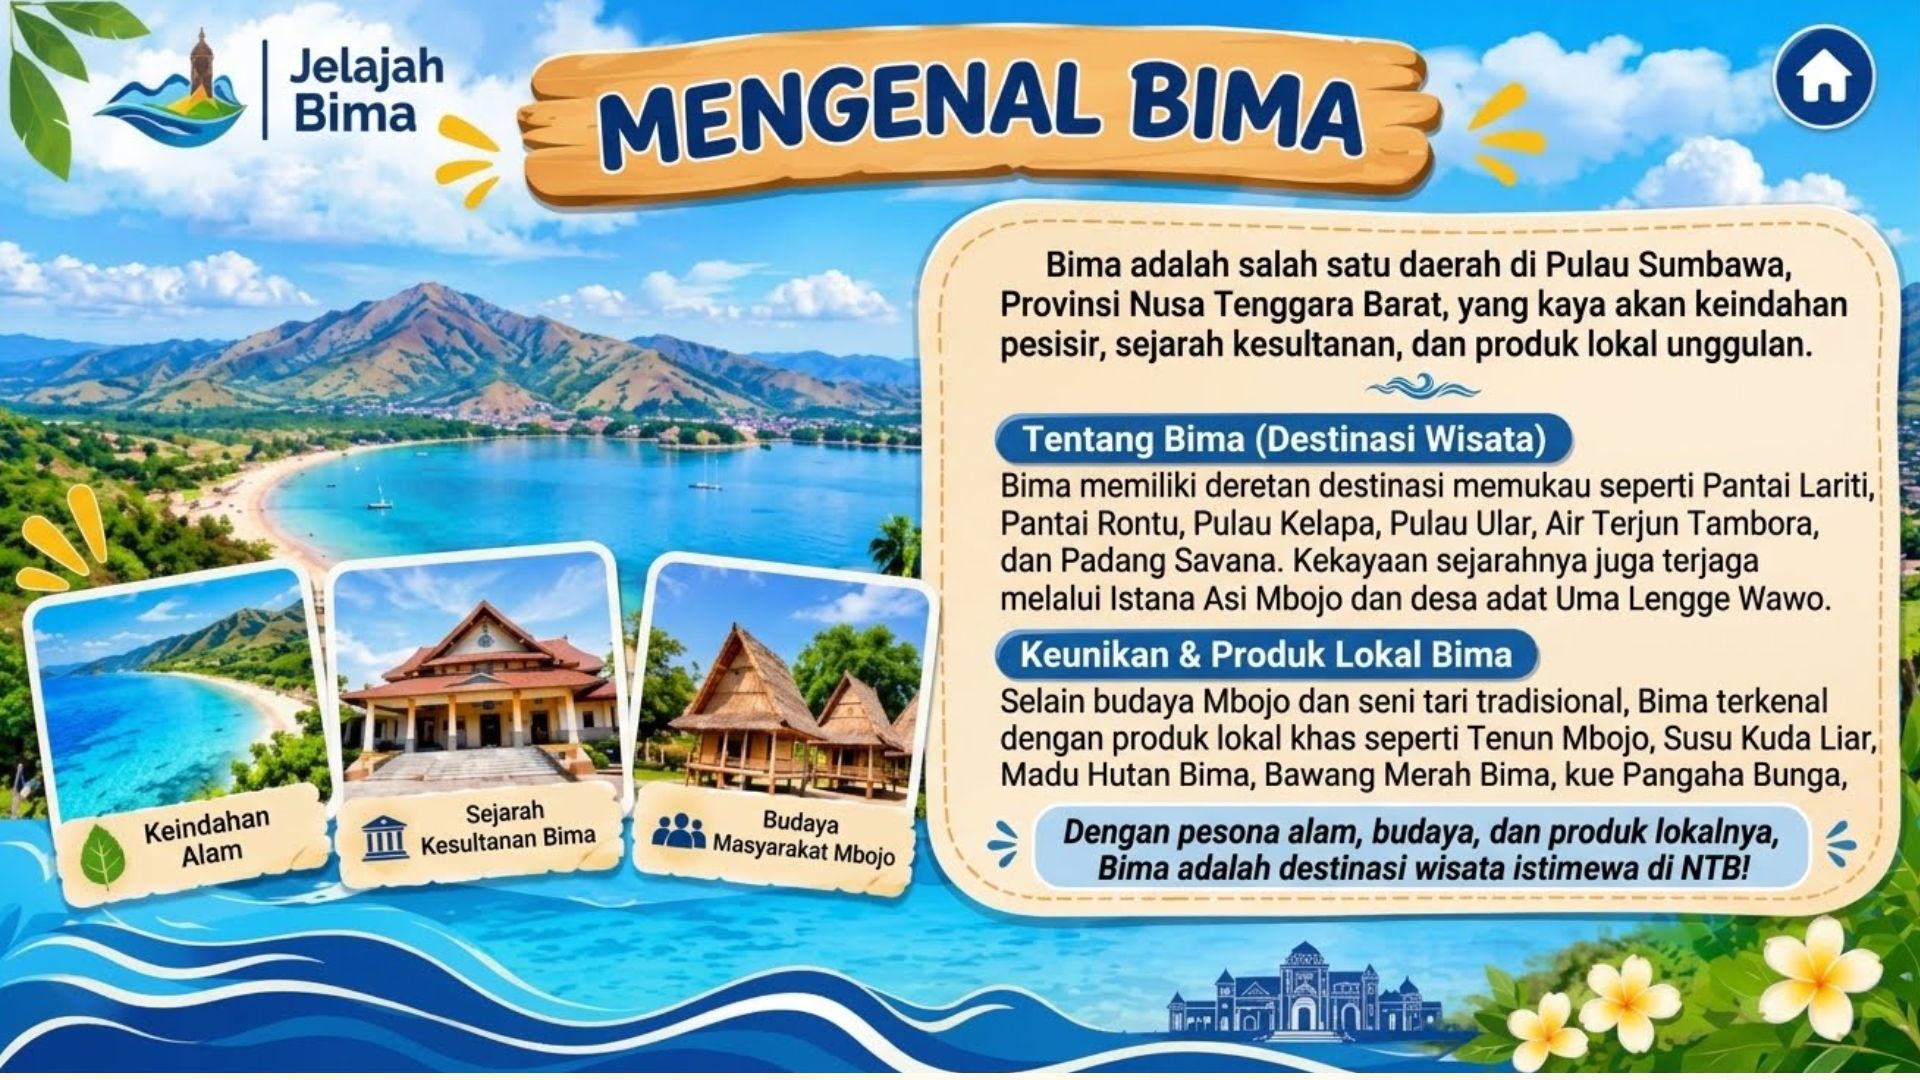 Jelajah
Bima
MENGENAL BIMA
Bima adalah salah satu daerah di Pulau Sumbawa,
Provinsi Nusa Tenggara Barat, yang kaya akan keindahan
pesisir, sejarah kesultanan, dan produk lokal unggulan.
Tentang Bima (Destinasi Wisata)
Bima memiliki deretan destinasi memukau seperti Pantai Lariti,
Pantai Rontu, Pulau Kelapa, Pulau Ular, Air Terjun Tambora,
dan Padang Savana. Kekayaan sejarahnya juga terjaga
melalui Istana Asi Mbojo dan desa adat Uma Lengge Wawo.
Keunikan & Produk Lokal Bima
Selain budaya Mbojo dan seni tari tradisional, Bima terkenal
dengan produk lokal khas seperti Tenun Mbojo, Susu Kuda Liar,
Madu Hutan Bima, Bawang Merah Bima, kue Pangaha Bunga,
Dengan pesona alam, budaya, dan produk lokalnya,
Bima adalah destinasi wisata istimewa di NTB!
Keindahan
Alam
Sejarah
Kesultanan Bima
Budaya
Masyarakat Mbojo